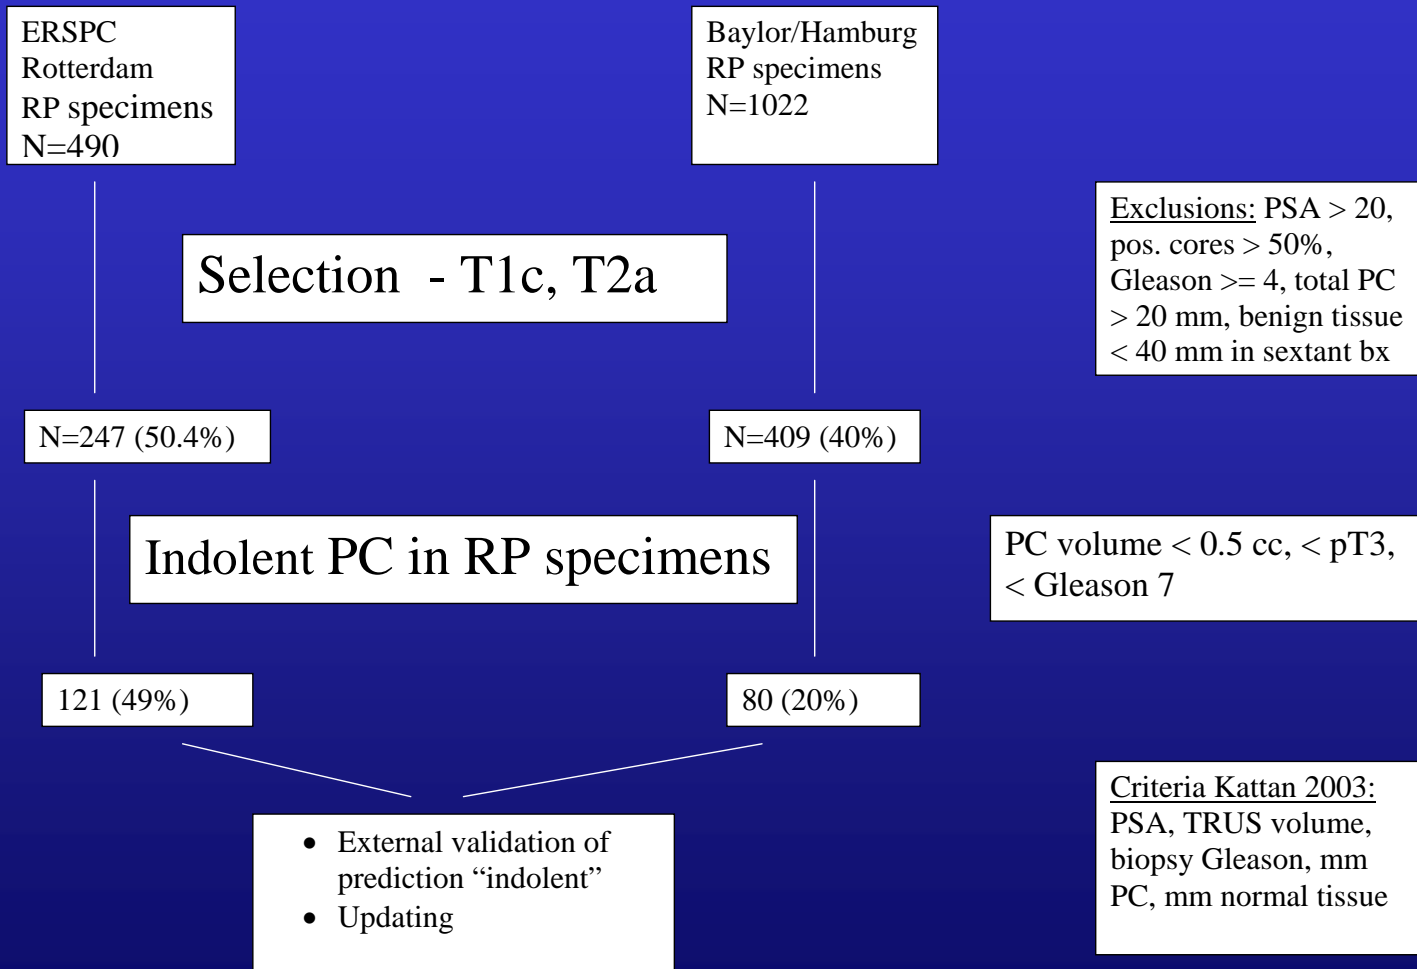 ERSPC
Rotterdam
RP specimens
N=490
Baylor/Hamburg
RP specimens
N=1022
Exclusions: PSA > 20,
pos. cores > 50%,
Gleason >= 4, total PC
> 20 mm, benign tissue
< 40 mm in sextant bx
Selection - T1c, T2a
N=247 (50.4%)
N=409 (40%)
Indolent PC in RP specimens
PC volume < 0.5 cc, < pT3,
< Gleason 7
121 (49%)
80 (20%)
Criteria Kattan 2003:
PSA, TRUS volume,
biopsy Gleason, mm
PC, mm normal tissue
• External validation of
prediction “indolent”
• Updating